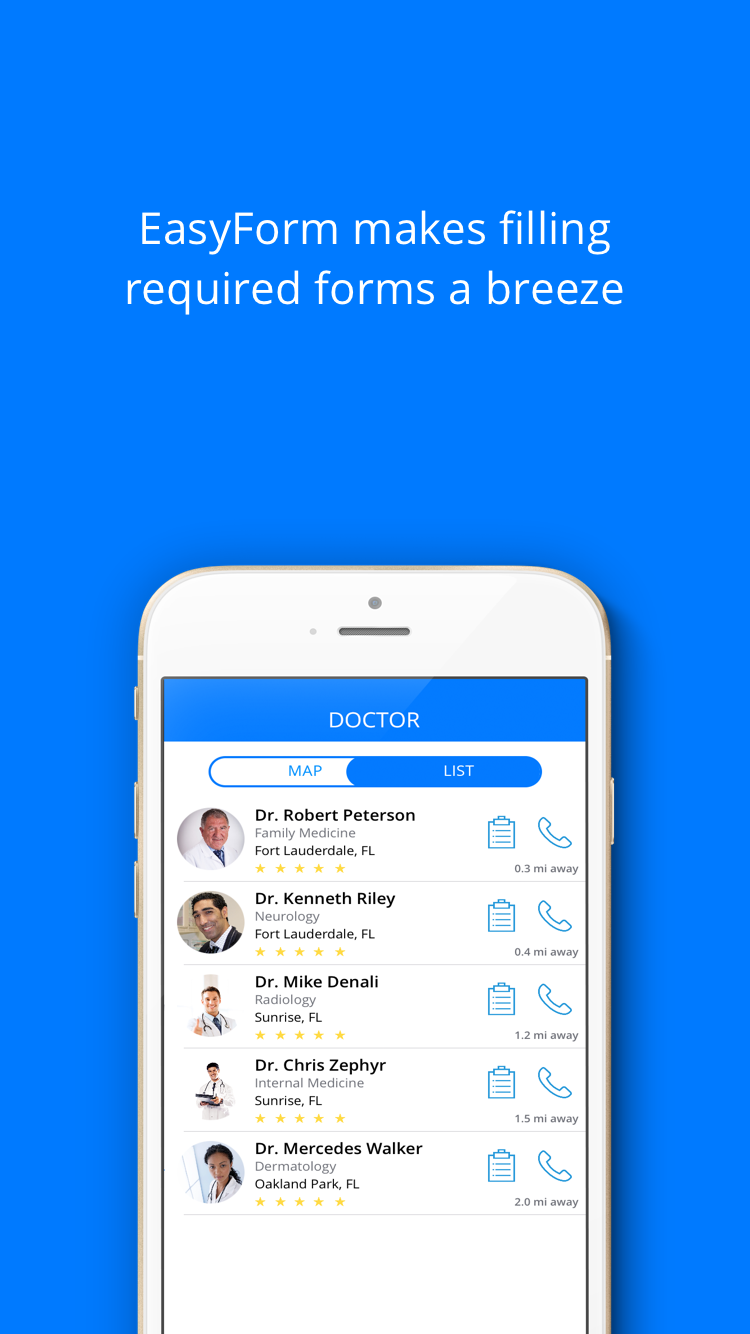 EasyForm makes filling
required forms a breeze
DOCTOR
MAP LIST
Dr. Robert Peterson
Family Medicine
Fort Lauderdale, FL
0.3 mi away
Dr. Kenneth Riley
Neurology
Fort Lauderdale, FL
0.4 mi away
Dr. Mike Denali
Radiology
Sunrise, FL
1.2 mi away
Dr. Chris Zephyr
Internal Medicine
Sunrise, FL
1.5 mi away
Dr. Mercedes Walker
Dermatology
Oakland Park, FL
2.0 mi away